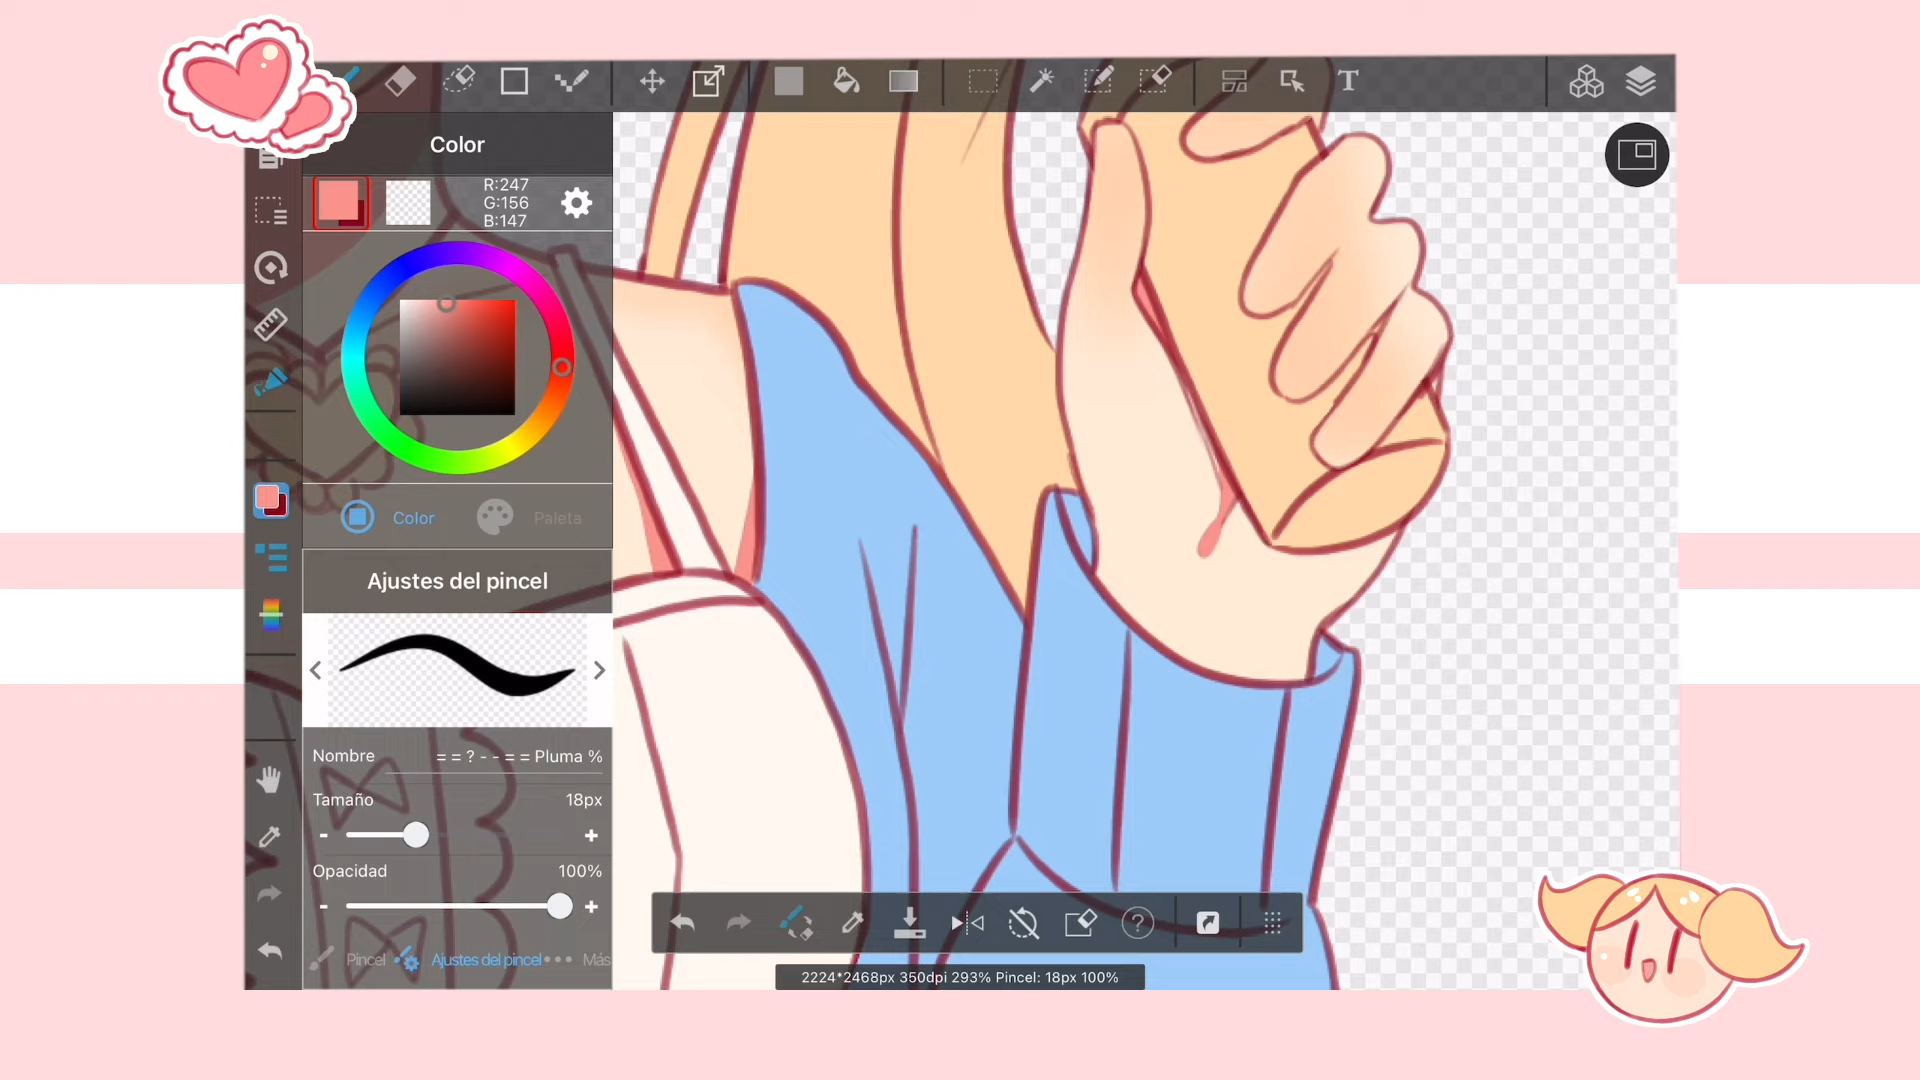 T
Color
R:247
G:156
B:147
Color
Paleta
Ajustes del pincel
Nombre
= = ? - - = = Pluma %
Tamaño
18px
- +
Opacidad
100%
- +
Pincel Ajustes del pincel Más
?
2224*2468px 350dpi 293% Pincel: 18px 100%